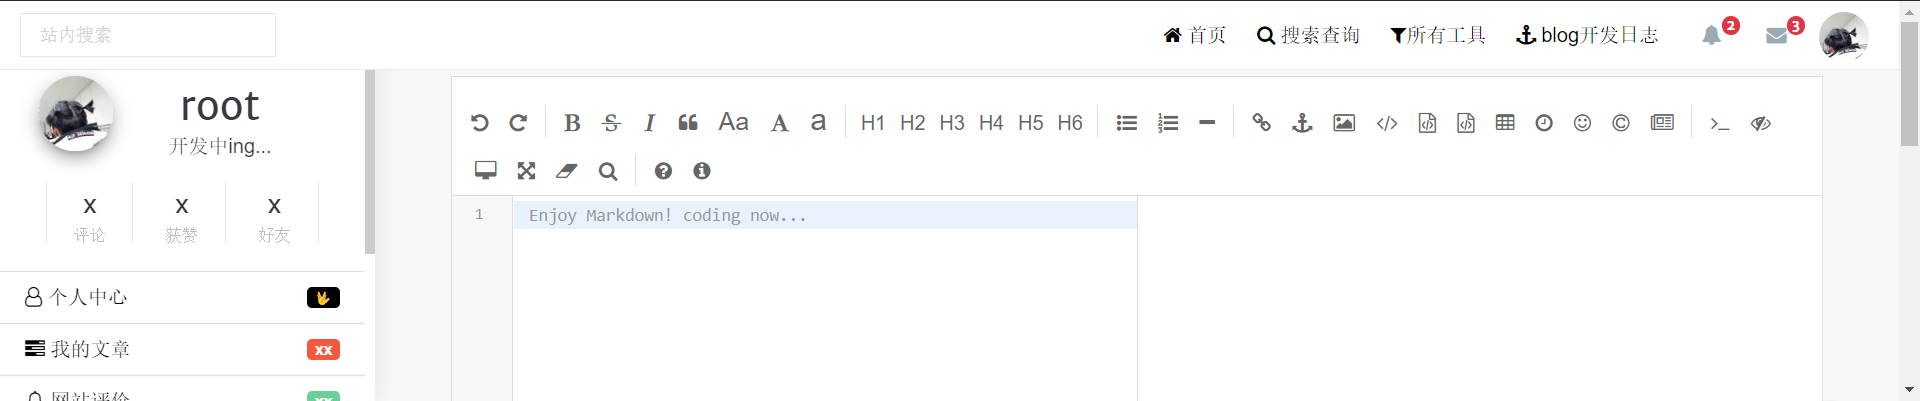 站内搜索
首页 搜索查询 所有工具 blog开发日志 2 3
root
开发中ing...
x x x
评论 获赞 好友
个人中心
我的文章 xx
网站评价 xx
B S I Aa A a H1 H2 H3 H4 H5 H6
1 Enjoy Markdown! coding now...